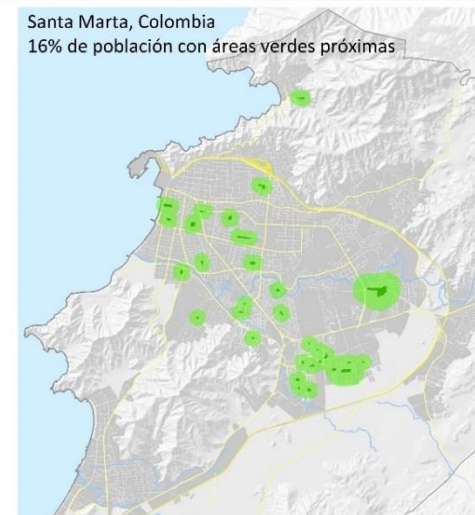 Santa Marta, Colombia
16% de población con áreas verdes próximas